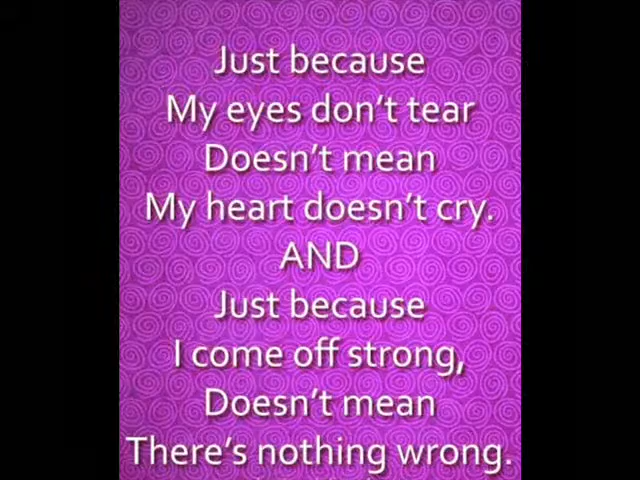 Just because
My eyes don't tear
Doesn't mean
My heart doesn't cry.
AND
Just because
I come off strong,
Doesn't mean
There's nothing wrong.